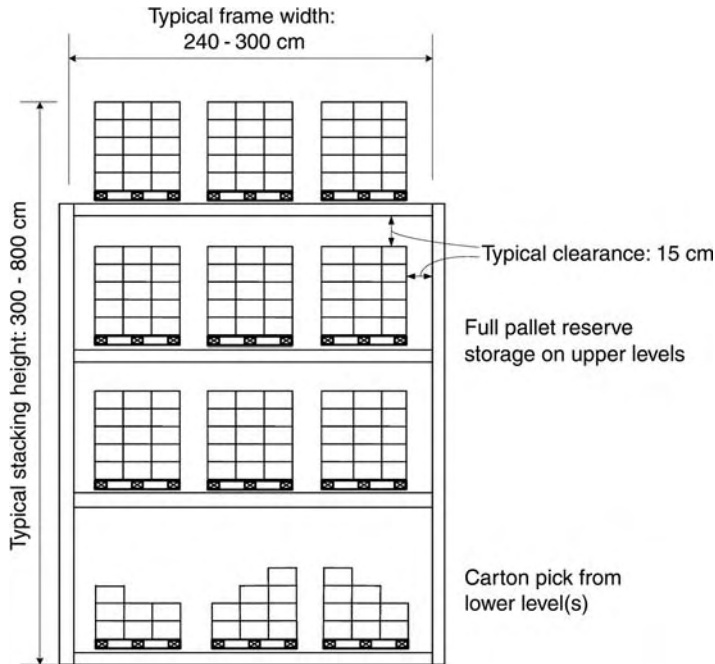 Typical frame width:
240 - 300 cm
Typical stacking height: 300 - 800 cm
Typical clearance: 15 cm
Full pallet reserve
storage on upper levels
Carton pick from
lower level(s)